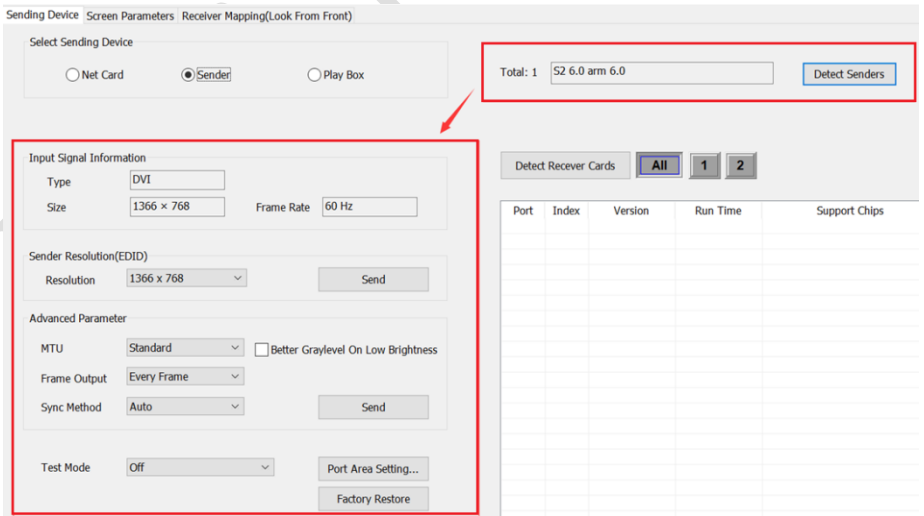 Sending Device Screen Parameters Receiver Mapping(Look From Front)
Select Sending Device
Net Card Sender Play Box
Total: 1 S2 6.0 arm 6.0 Detect Senders
Input Signal Information
Type DVI
Size 1366 × 768 Frame Rate 60 Hz
Sender Resolution(EDID)
Resolution 1366 x 768 Send
Advanced Parameter
MTU Standard Better Graylevel On Low Brightness
Frame Output Every Frame
Sync Method Auto Send
Test Mode Off Port Area Setting...
Factory Restore
Detect Recever Cards All 1 2
Port Index Version Run Time Support Chips